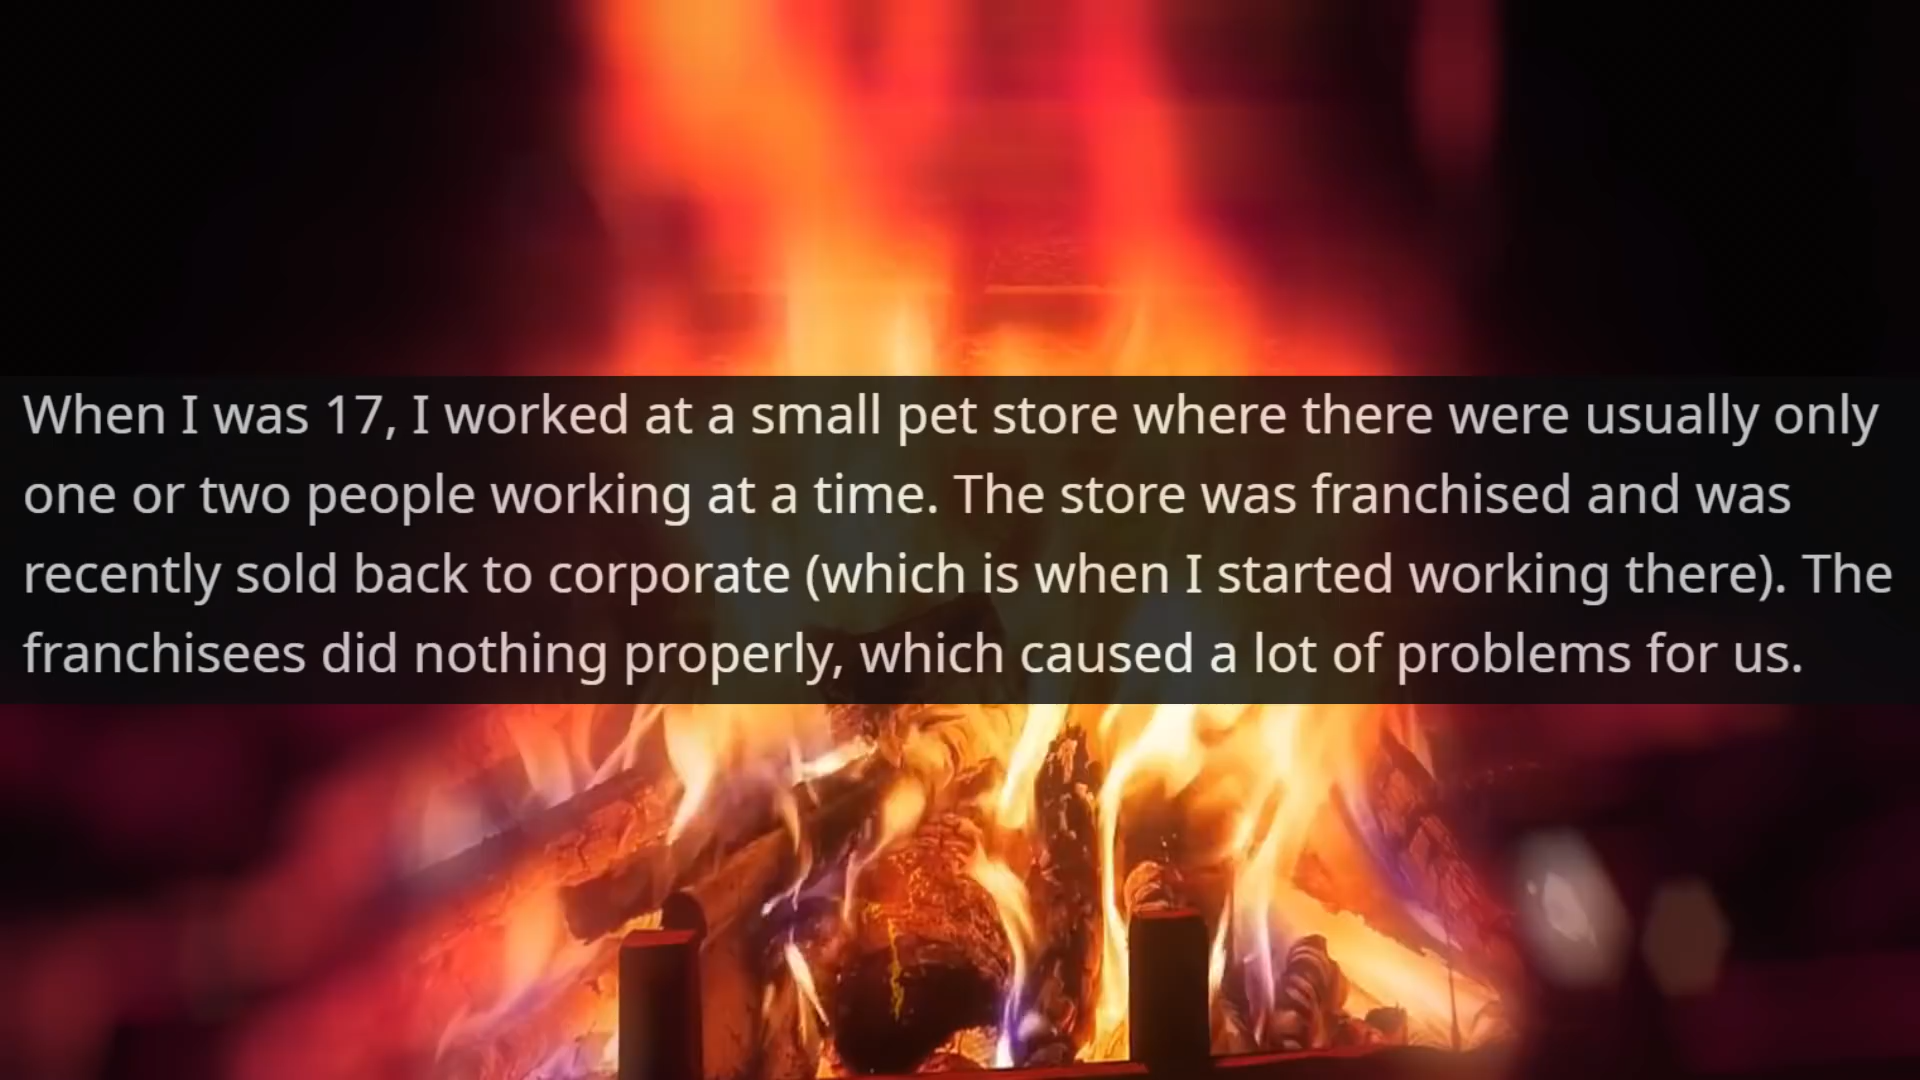 When I was 17, I worked at a small pet store where there were usually only
one or two people working at a time. The store was franchised and was
recently sold back to corporate (which is when I started working there). The
franchisees did nothing properly, which caused a lot of problems for us.